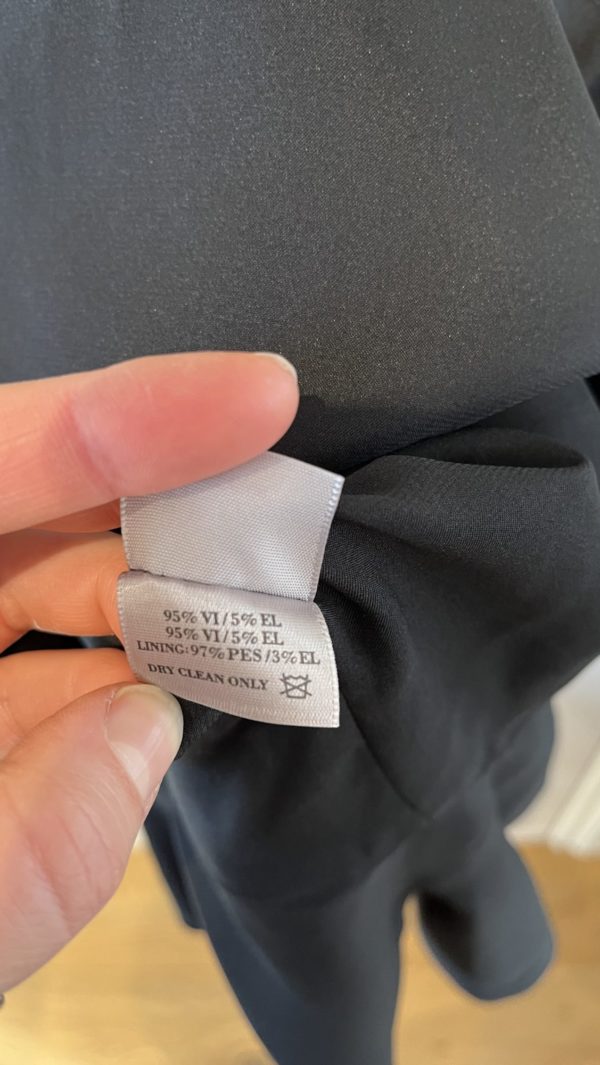 95% VI/5% EL
95% VI/5% EL
LINING:97% PES/3%EL
DRY CLEAN ONLY